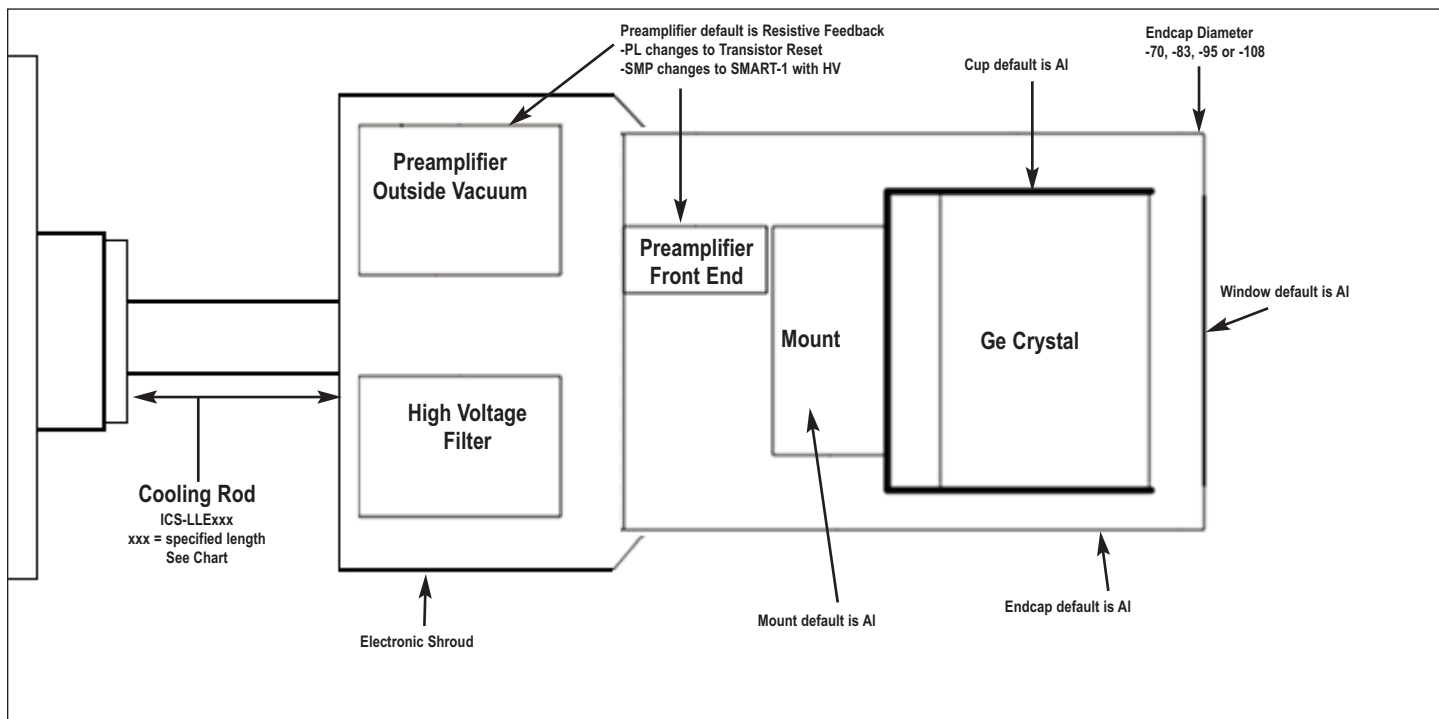 Preamplifier default is Resistive Feedback
-PL changes to Transistor Reset
-SMP changes to SMART-1 with HV
Endcap Diameter
-70, -83, -95 or -108
Cup default is Al
Preamplifier
Outside Vacuum
Preamplifier
Front End
Mount
Ge Crystal
Window default is Al
High Voltage
Filter
Cooling Rod
ICS-LLExxx
xxx = specified length
See Chart
Electronic Shroud
Mount default is Al
Endcap default is Al